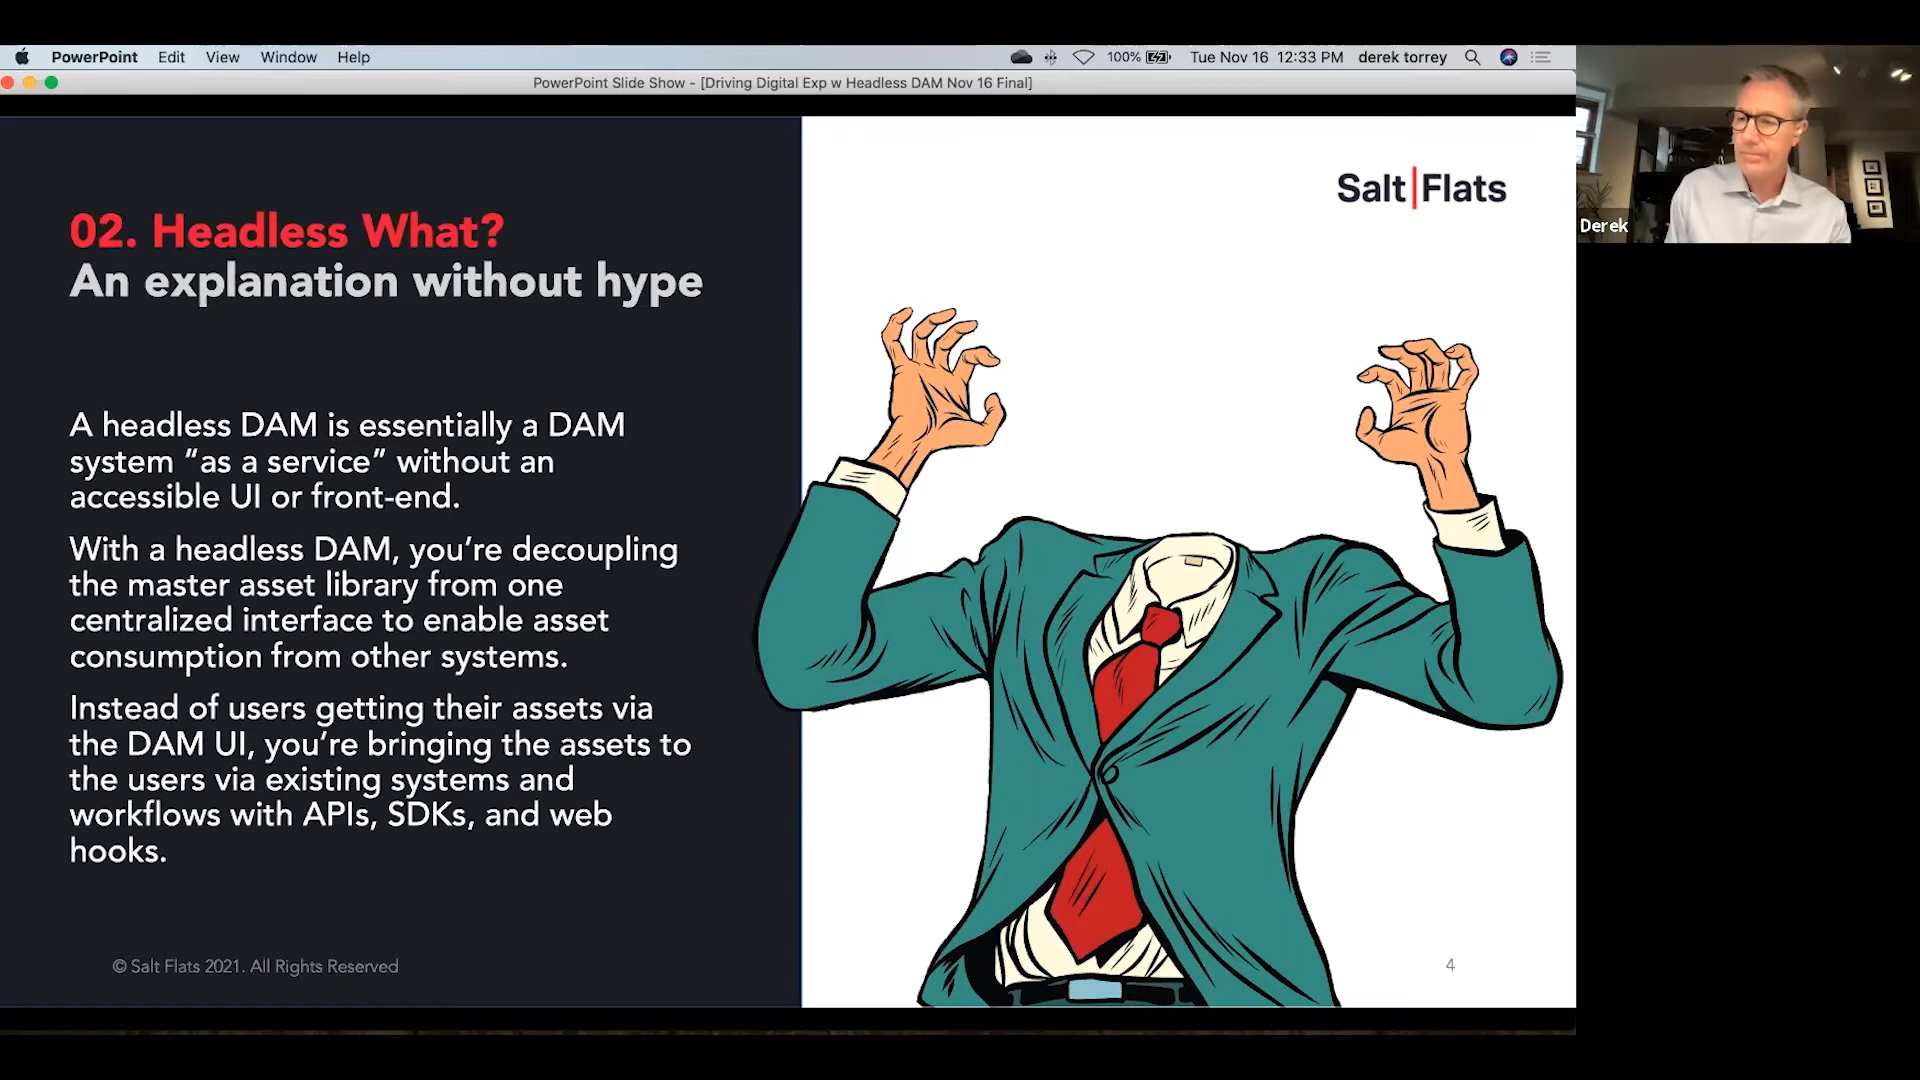 PowerPoint Edit View Window Help 100% Tue Nov 16 12:33 PM derek torrey
PowerPoint Slide Show - [Driving Digital Exp w Headless DAM Nov 16 Final]
Salt|Flats
Derek
02. Headless What?
An explanation without hype
A headless DAM is essentially a DAM
system “as a service” without an
accessible UI or front-end.
With a headless DAM, you’re decoupling
the master asset library from one
centralized interface to enable asset
consumption from other systems.
Instead of users getting their assets via
the DAM UI, you’re bringing the assets to
the users via existing systems and
workflows with APIs, SDKs, and web
hooks.
© Salt Flats 2021. All Rights Reserved
4